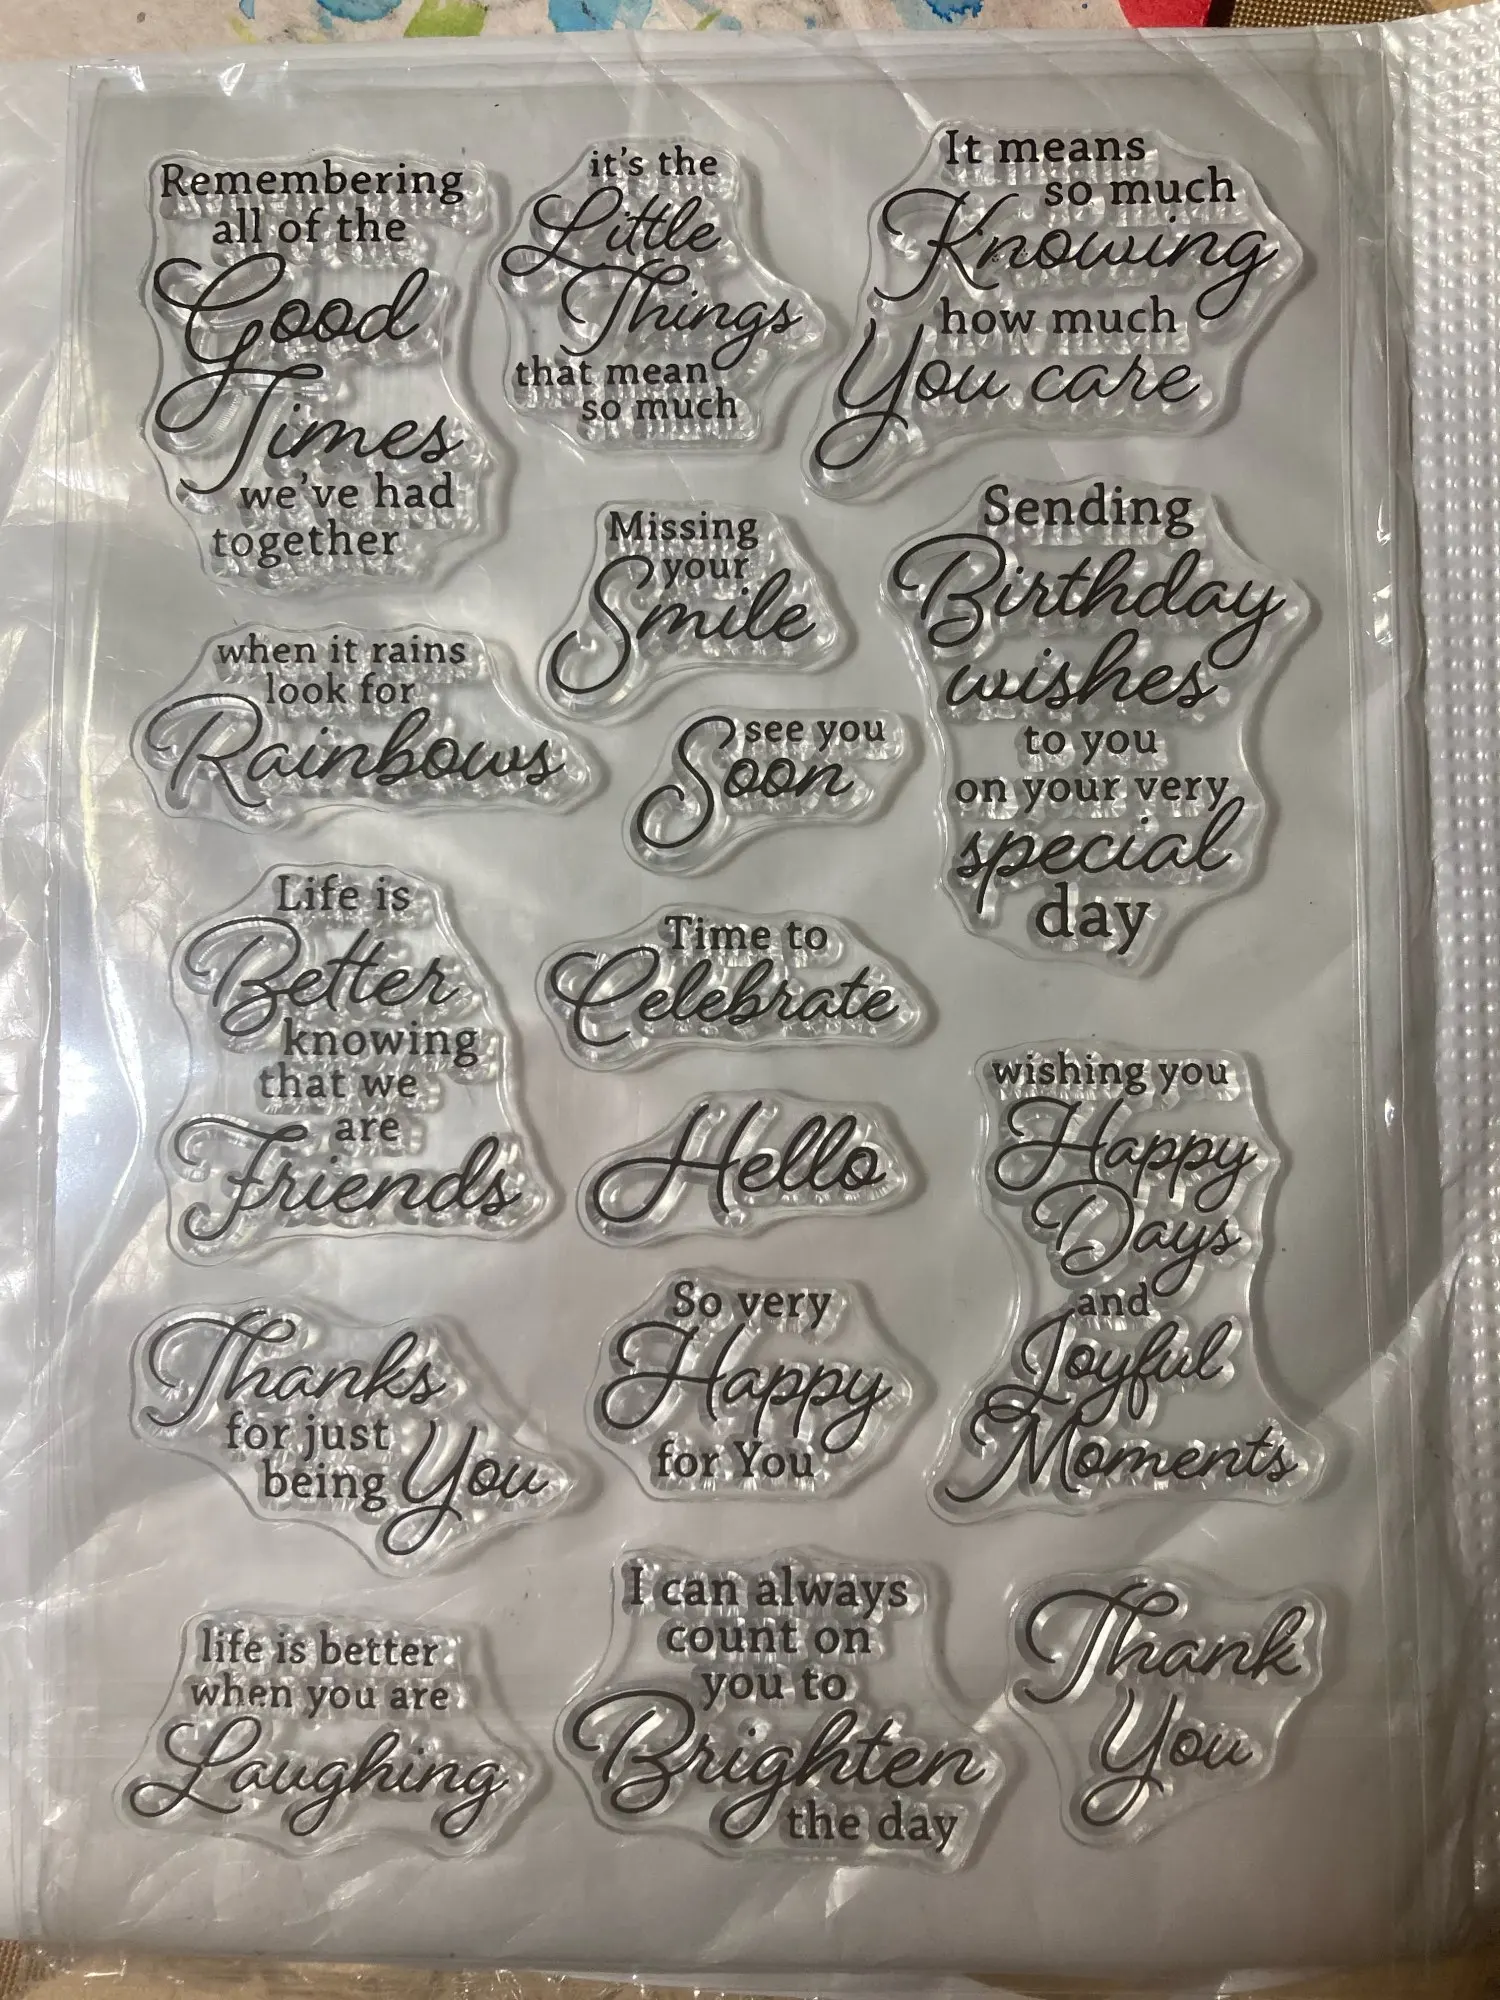 Remembering
all of the
Good
Times
we've had
together
it's the
Little
Things
that mean
so much
It means
so much
Knowing
how much
You care
Missing
your
Smile
Sending
Birthday
wishes
to you
on your very
special
day
when it rains
look for
Rainbows
see you
Soon
Life is
Better
knowing
that we
are
Friends
Time to
Celebrate
Hello
wishing you
Happy
Days
and
Joyful
Moments
Thanks
for just
being You
So very
Happy
for You
life is better
when you are
Laughing
I can always
count on
you to
Brighten
the day
Thank
You